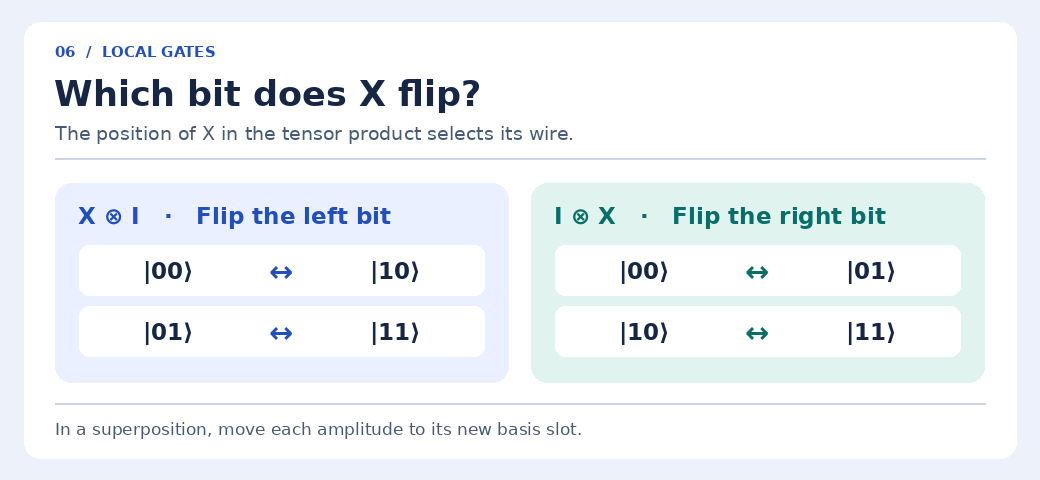 06 / LOCAL GATES
Which bit does X flip?
The position of X in the tensor product selects its wire.
X ⊗ I · Flip the left bit
|00⟩ ↔ |10⟩
|01⟩ ↔ |11⟩
I ⊗ X · Flip the right bit
|00⟩ ↔ |01⟩
|10⟩ ↔ |11⟩
In a superposition, move each amplitude to its new basis slot.